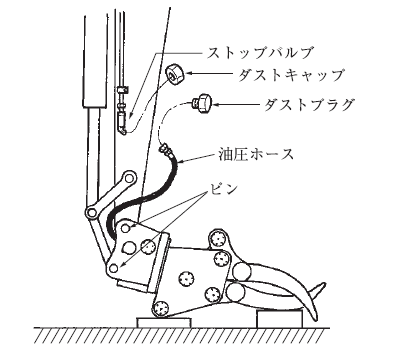 ストップバルブ
ダストキャップ
ダストプラグ
油圧ホース
ピン